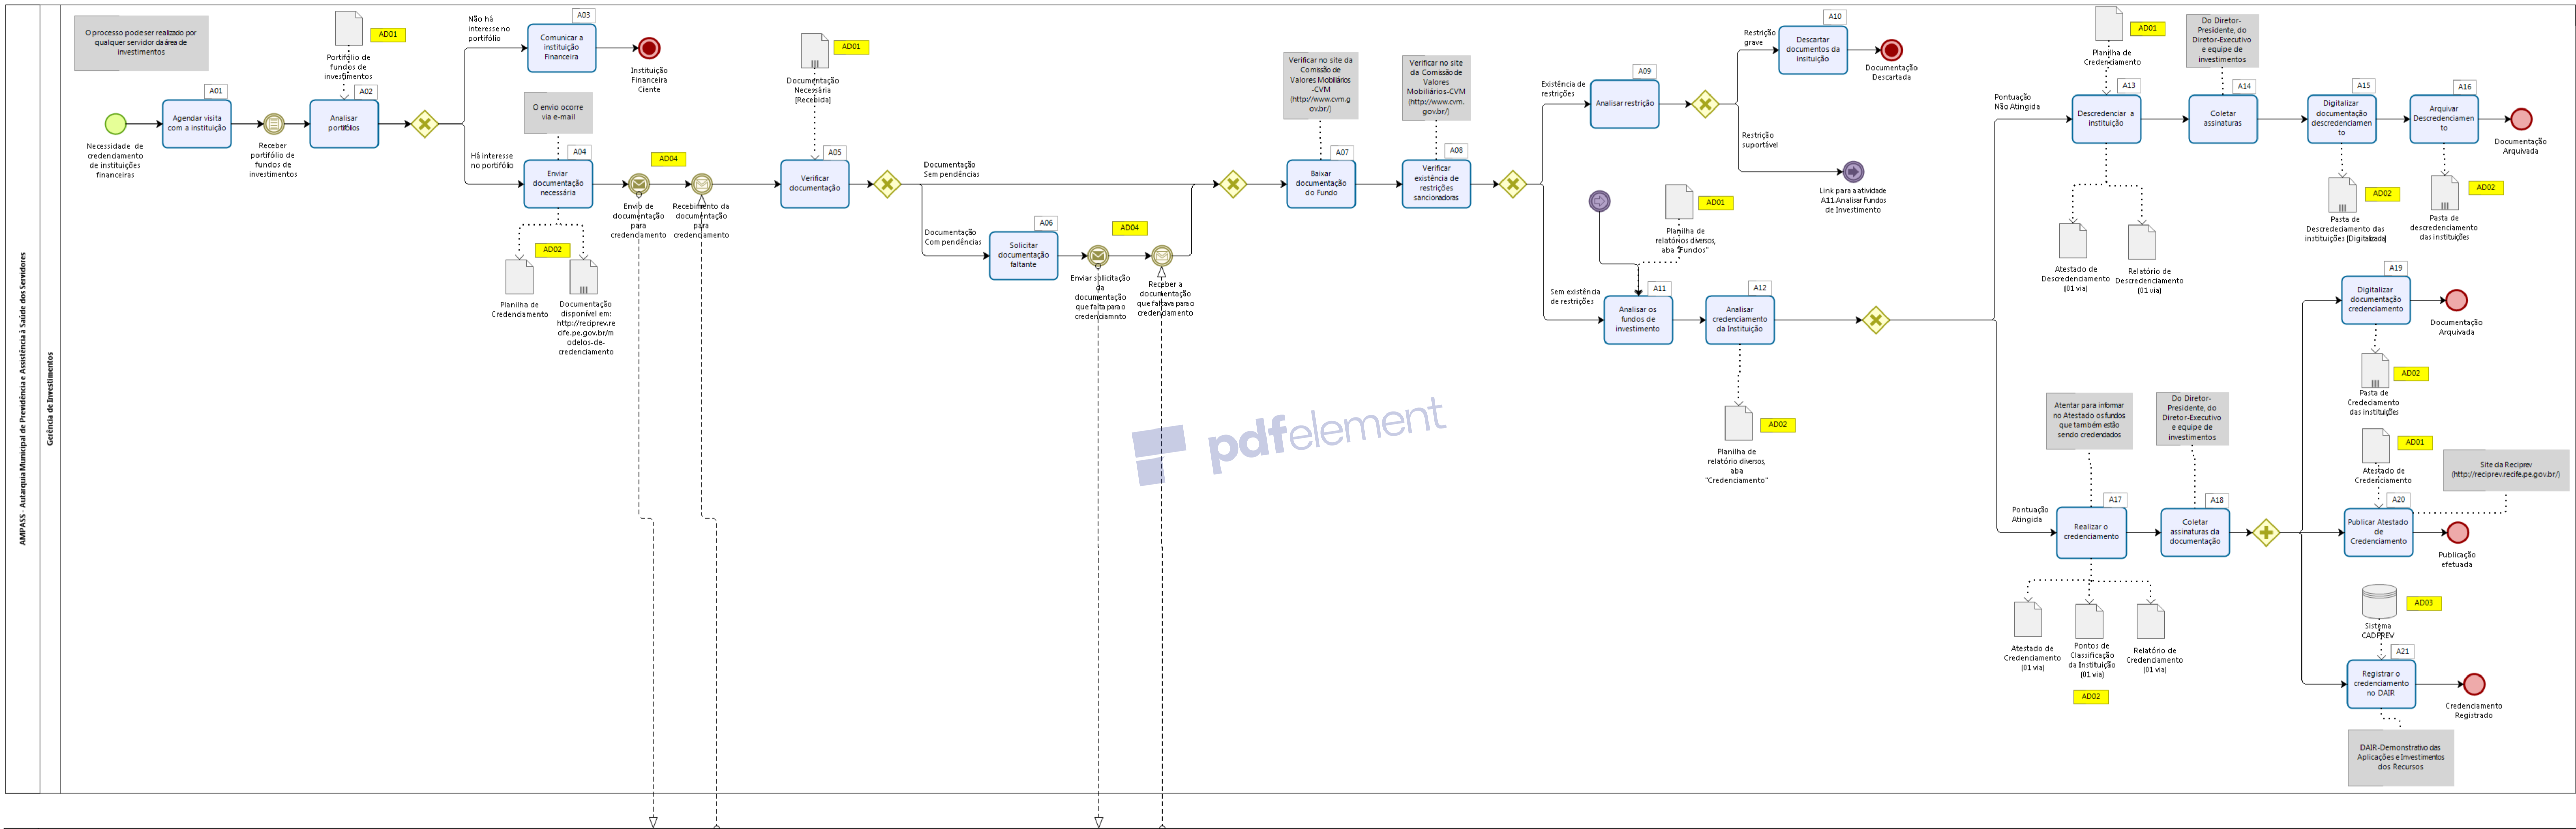 AMPASS - Autarquia Municipal de Previdência e Assistência à Saúde dos Servidores
Gerência de Investimentos
O processo pode ser realizado por
qualquer servidor da área de
investimentos
Necessidade de
credenciamento
de instituições
financeiras
A01
Agendar visita
com a instituição
Receber
portifólio de
fundos de
investimentos
AD01
Portifólio de
fundos de
investimentos
A02
Analisar
portifólios
Não há
interesse no
portifólio
A03
Comunicar a
instituição
Financeira
Instituição
Financeira
Ciente
O envio ocorre
via e-mail
Há interesse
no portifólio
A04
Enviar
documentação
necessária
AD02
Planilha de
Credenciamento
Documentação
disponível em:
http://reciprev.re
cife.pe.gov.br/m
odelos-de-
credenciamento
AD04
Envio de
documentação
para
credenciamento
Recebimento da
documentação
para
credenciamento
AD01
Documentação
Necessária
[Recebida]
A05
Verificar
documentação
Documentação
Sem pendências
Documentação
Com pendências
A06
Solicitar
documentação
faltante
AD04
Enviar solicitação
da
documentação
que falta para o
credenciamnto
Receber a
documentação
que faltava para o
credenciamento
Verificar no site da
Comissão de
Valores Mobiliários
-CVM
(http://www.cvm.g
ov.br/)
A07
Baixar
documentação
do Fundo
Verificar no site
da Comissão de
Valores
Mobiliários-CVM
(http://www.cvm.
gov.br/)
A08
Verificar
existência de
restrições
sancionadoras
Existência de
restrições
A09
Analisar restrição
Restrição
grave
A10
Descartar
documentos da
insituição
Documentação
Descartada
Restrição
suportável
Link para a atividade
A11.Analisar Fundos
de Investimento
AD01
Planilha de
relatórios diversos,
aba "Fundos"
Sem existência
de restrições
A11
Analisar os
fundos de
investimento
A12
Analisar
credenciamento
da Instituição
AD02
Planilha de
relatório diversos,
aba
"Credenciamento"
Pontuação
Não Atingida
AD01
Planilha de
Credenciamento
A13
Descredenciar a
instituição
Atestado de
Descredenciamento
(01 via)
Relatório de
Descredenciamento
(01 via)
Do Diretor-
Presidente, do
Diretor-Executivo
e equipe de
investimentos
A14
Coletar
assinaturas
A15
Digitalizar
documentação
descredenciamen
to
AD02
Pasta de
Descredeciamento das
instituições [Digitalizada]
A16
Arquivar
Descredenciamen
to
AD02
Pasta de
descredenciamento
das instituições
Documentação
Arquivada
Pontuação
Atingida
Atentar para informar
no Atestado os fundos
que também estão
sendo credenciados
A17
Realizar o
credenciamento
Atestado de
Credenciamento
(01 via)
Pontos de
Classificação
da Instituição
(01 via)
Relatório de
Credenciamento
(01 via)
AD02
Do Diretor-
Presidente, do
Diretor-Executivo
e equipe de
investimentos
A18
Coletar
assinaturas da
documentação
A19
Digitalizar
documentação
credenciamento
Documentação
Arquivada
AD02
Pasta de
Credeciamento
das instituições
AD01
Atestado de
Credenciamento
Site da Reciprev
(http://reciprev.recife.pe.gov.br/)
A20
Publicar Atestado
de
Credenciamento
Publicação
efetuada
AD03
Sistema
CADPREV
A21
Registrar o
credenciamento
no DAIR
Credenciamento
Registrado
DAIR-Demonstrativo das
Aplicações e Investimentos
dos Recursos
pdfelement